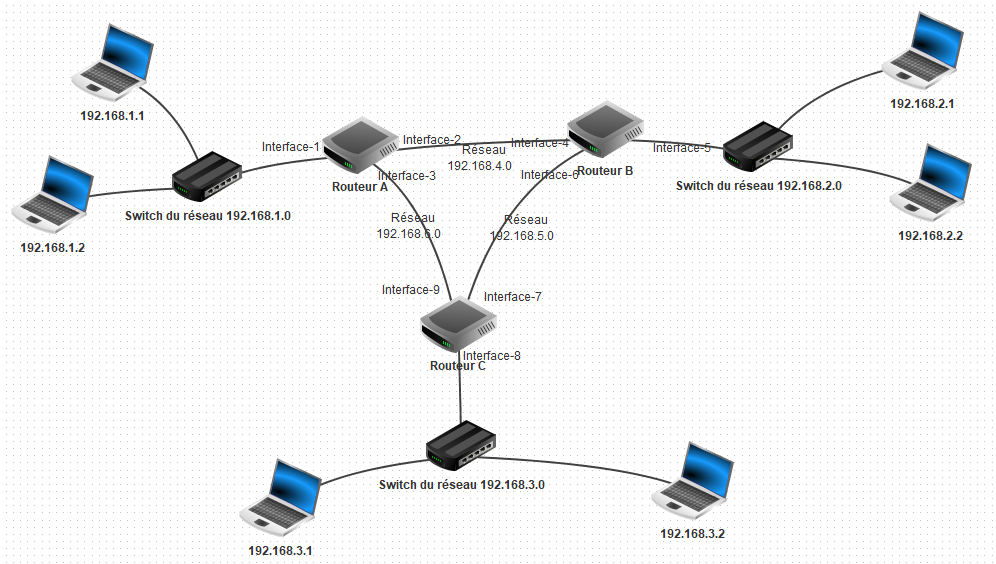 192.168.1.1
192.168.1.2
Switch du réseau 192.168.1.0
Interface-1
Interface-2
Interface-3
Routeur A
Réseau
192.168.4.0
Interface-4
Interface-6
Routeur B
Interface-5
Switch du réseau 192.168.2.0
192.168.2.1
192.168.2.2
Réseau
192.168.6.0
Réseau
192.168.5.0
Interface-9
Interface-7
Interface-8
Routeur C
Switch du réseau 192.168.3.0
192.168.3.1
192.168.3.2